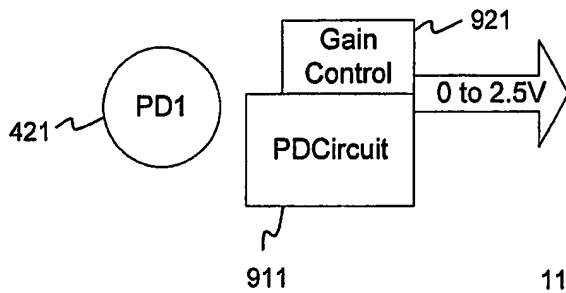 921
Gain
Control
0 to 2.5V
PD1
421
PDCircuit
911
11